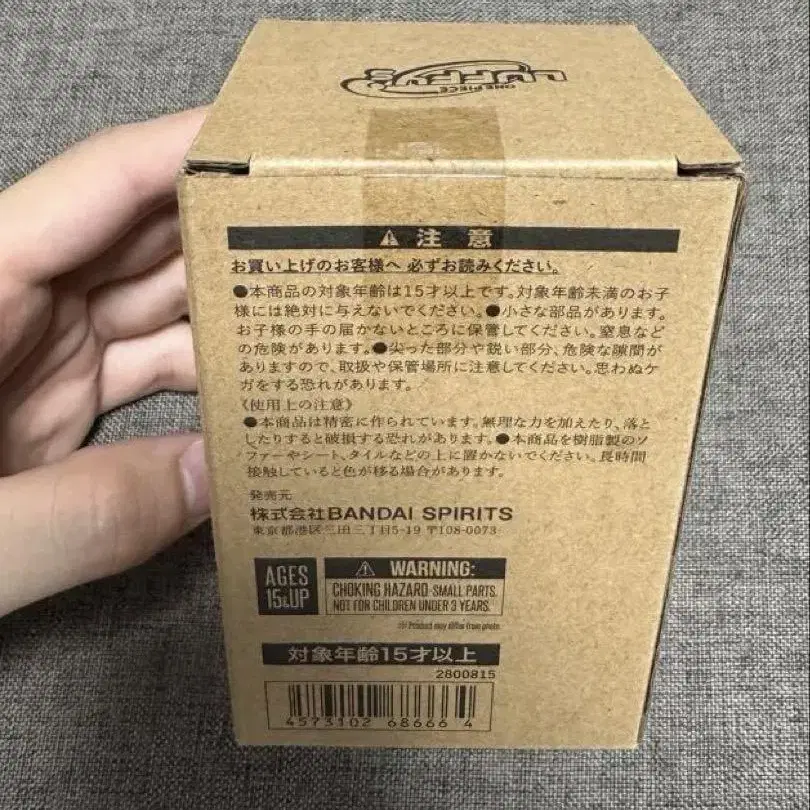 ONE PIECE
⚠ 注 意
お買い上げのお客様へ 必ずお読みください。
●本商品の対象年齢は15才以上です。対象年齢未満のお子
様には絶対に与えないでください。●小さな部品があります。
お子様の手の届かないところに保管してください。窒息など
の危険があります。●尖った部分や鋭い部分、危険な隙間が
ありますので、取扱や保管場所に注意してください。思わぬケ
ガをする恐れがあります。
《使用上の注意》
●本商品は精密に作られています。無理な力を加えたり、落と
したりすると破損する恐れがあります。●本商品を樹脂製のソ
ファーやシート、タイルなどの上に置かないでください。長時間
接触していると色が移る場合があります。
発売元
株式会社BANDAI SPIRITS
東京都港区三田三丁目5-19 〒108-0073
AGES
15&UP
⚠ WARNING:
CHOKING HAZARD-SMALL PARTS.
NOT FOR CHILDREN UNDER 3 YEARS.
Product may differ from photo.
対象年齢15才以上
2800815
4573102 68666 4